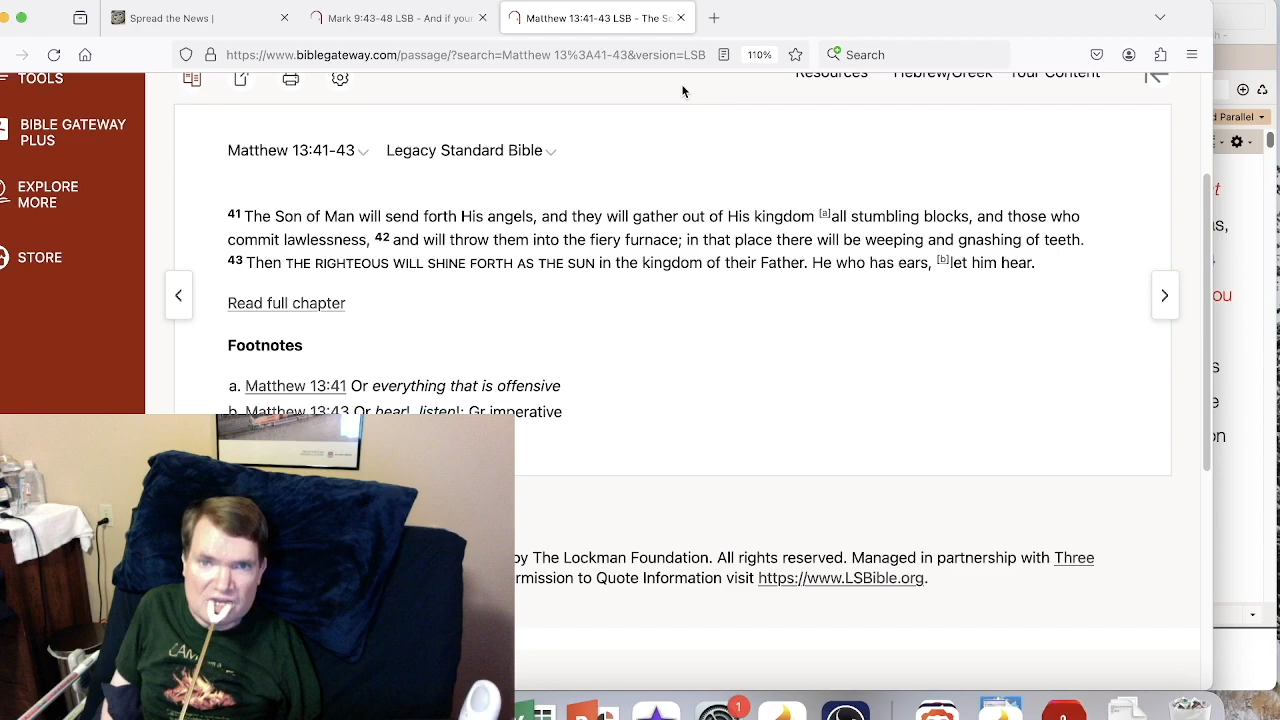 Spread the News |
Mark 9:43-48 LSB - And if your
Matthew 13:41-43 LSB - The So
https://www.biblegateway.com/passage/?search=Matthew 13%3A41-43&version=LSB
110%
Search
TOOLS
BIBLE GATEWAY
PLUS
EXPLORE
MORE
STORE
Resources
Hebrew/Greek
Your Content
Matthew 13:41-43
Legacy Standard Bible
41 The Son of Man will send forth His angels, and they will gather out of His kingdom [a]all stumbling blocks, and those who
commit lawlessness, 42 and will throw them into the fiery furnace; in that place there will be weeping and gnashing of teeth.
43 Then THE RIGHTEOUS WILL SHINE FORTH AS THE SUN in the kingdom of their Father. He who has ears, [b]let him hear.
Read full chapter
Footnotes
a. Matthew 13:41 Or everything that is offensive
b. Matthew 13:43 Or hear! listen!; Gr imperative
by The Lockman Foundation. All rights reserved. Managed in partnership with Three
rmission to Quote Information visit https://www.LSBible.org.
d Parallel
et
s,
ou
s
e
on
1